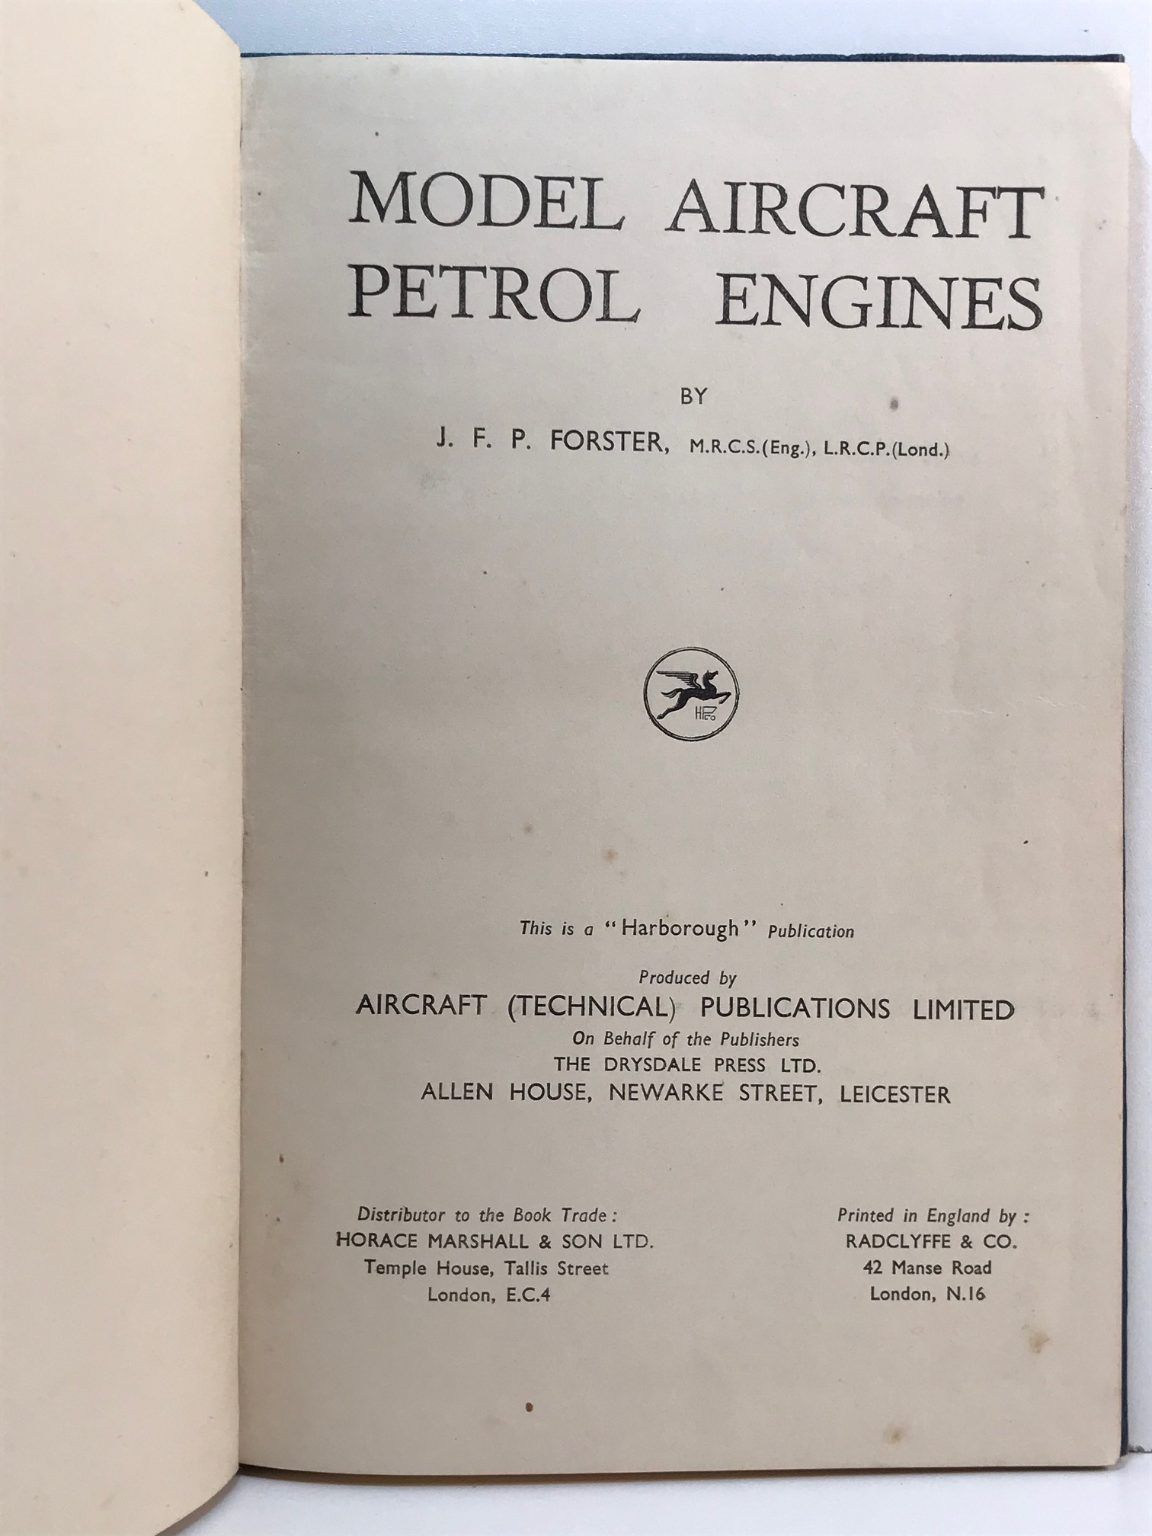 MODEL AIRCRAFT
PETROL ENGINES
BY
J. F. P. FORSTER, M.R.C.S.(Eng.), L.R.C.P.(Lond.)
This is a “Harborough” Publication
Produced by
AIRCRAFT (TECHNICAL) PUBLICATIONS LIMITED
On Behalf of the Publishers
THE DRYSDALE PRESS LTD.
ALLEN HOUSE, NEWARKE STREET, LEICESTER
Distributor to the Book Trade :
HORACE MARSHALL & SON LTD.
Temple House, Tallis Street
London, E.C.4
Printed in England by :
RADCLYFFE & CO.
42 Manse Road
London, N.16